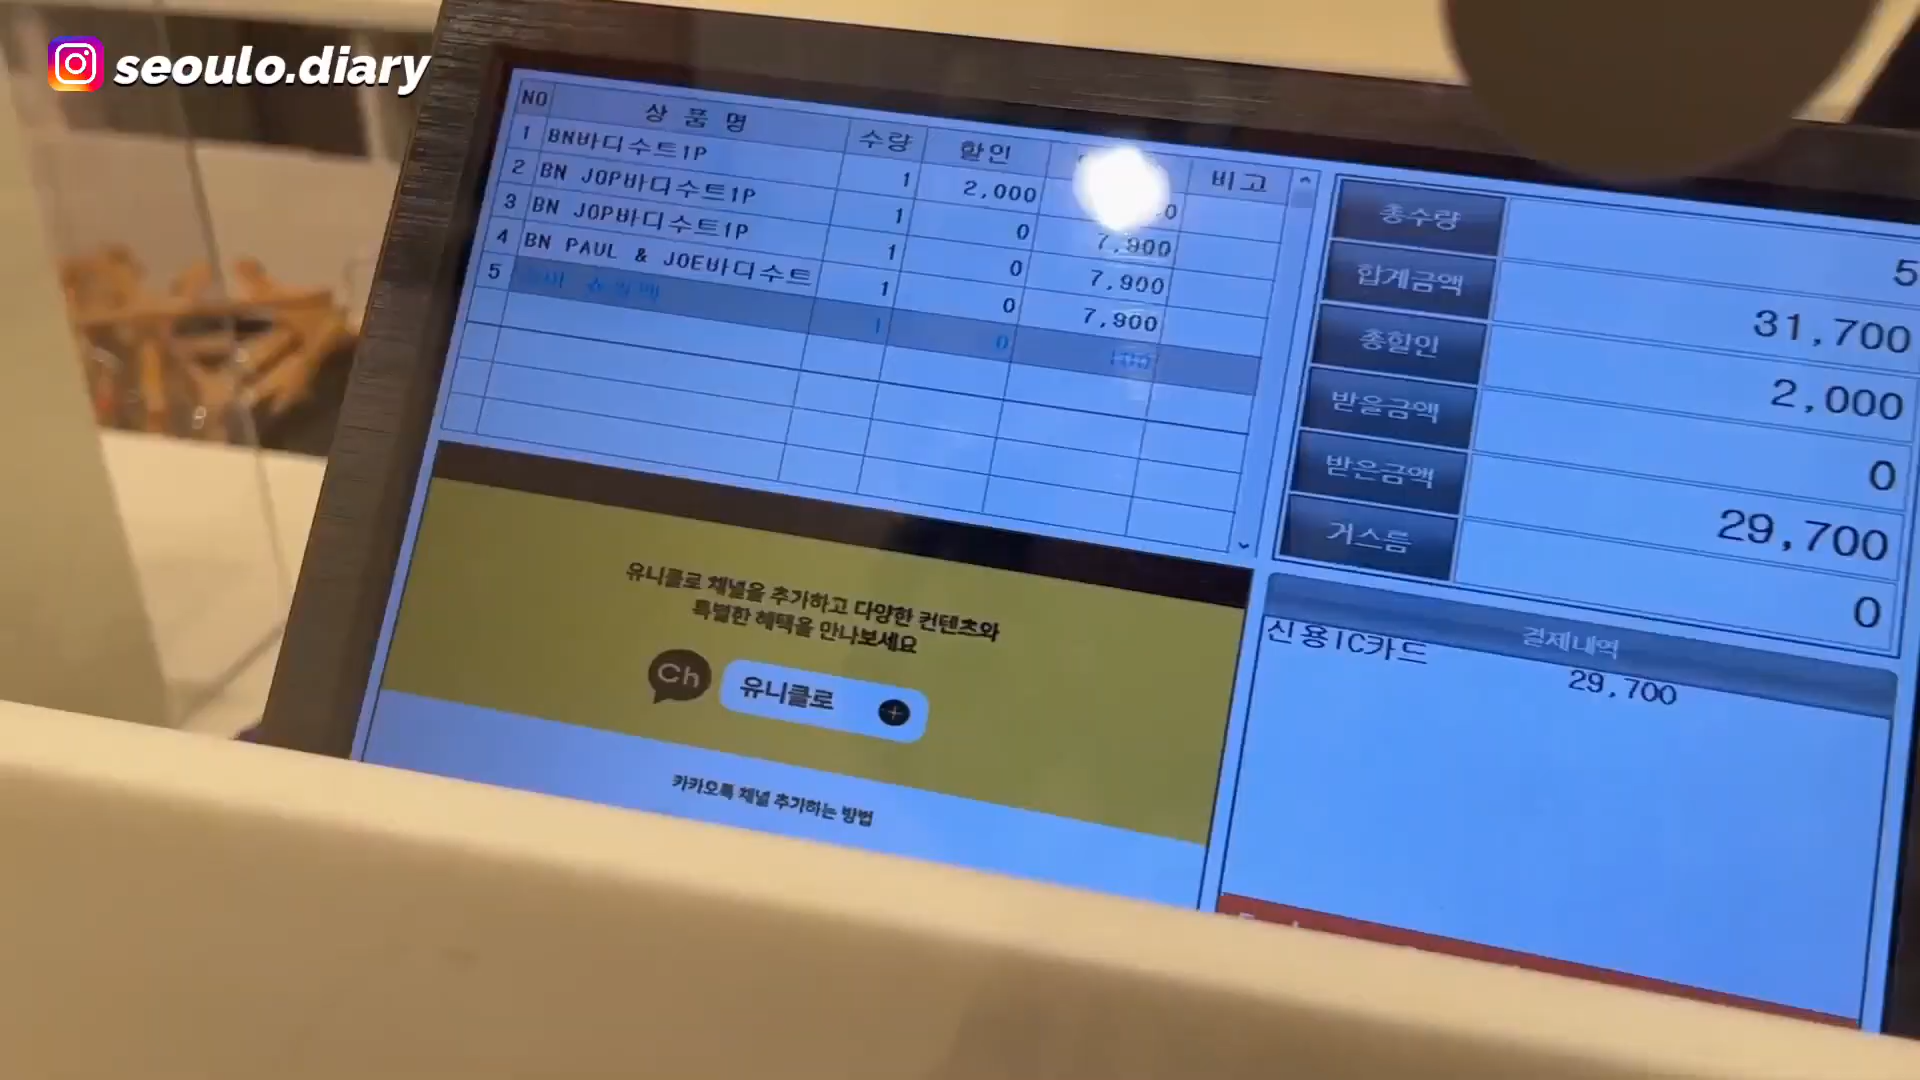 seoulo.diary
NO 상 품 명 수량 할인 비고
1 BN바디수트1P 1 2,000
2 BN JOP바디수트1P 1 0 7,900
3 BN JOP바디수트1P 1 0 7,900
4 BN PAUL & JOE바디수트 1 0 7,900
5 1 0 100
총수량 5
합계금액 31,700
총할인 2,000
받을금액 0
받은금액 29,700
거스름 0
결제내역
신용IC카드 29,700
유니클로 채널을 추가하고 다양한 컨텐츠와
특별한 혜택을 만나보세요
Ch 유니클로
카카오톡 채널 추가하는 방법